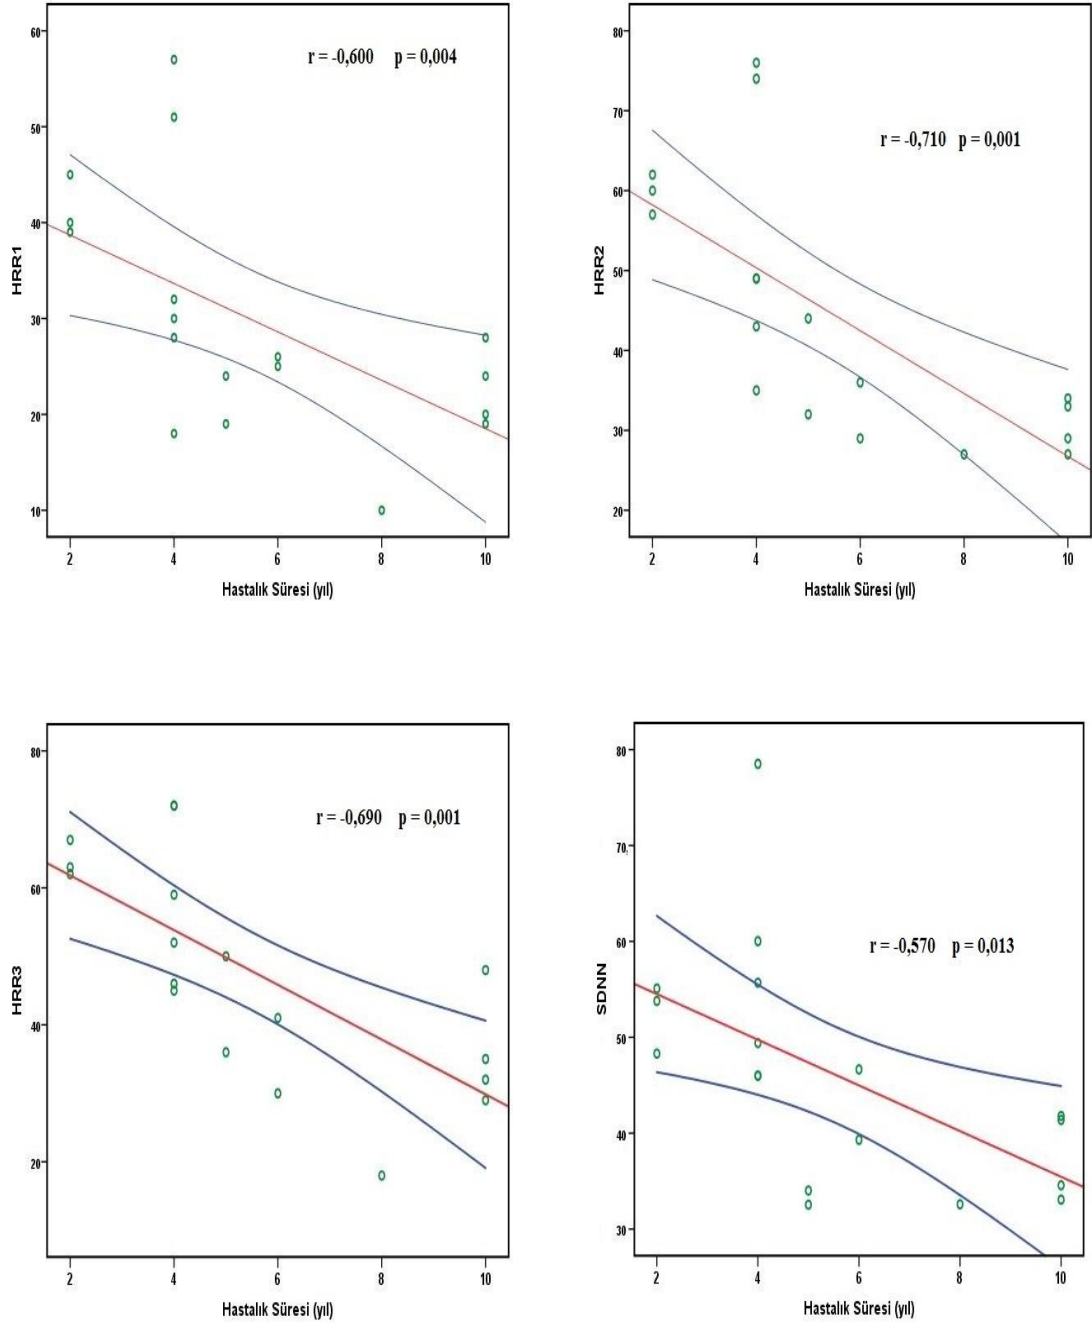 60
r = -0,600 p = 0,004
50
40
HRR1
30
20
10
2 4 6 8 10
Hastalık Süresi (yıl)
80
70
r = -0,710 p = 0,001
60
50
HRR2
40
30
20
2 4 6 8 10
Hastalık Süresi (yıl)
80
r = -0,690 p = 0,001
60
HRR3
40
20
2 4 6 8 10
Hastalık Süresi (yıl)
80
70
60
r = -0,570 p = 0,013
SDNN
50
40
30
2 4 6 8 10
Hastalık Süresi (yıl)